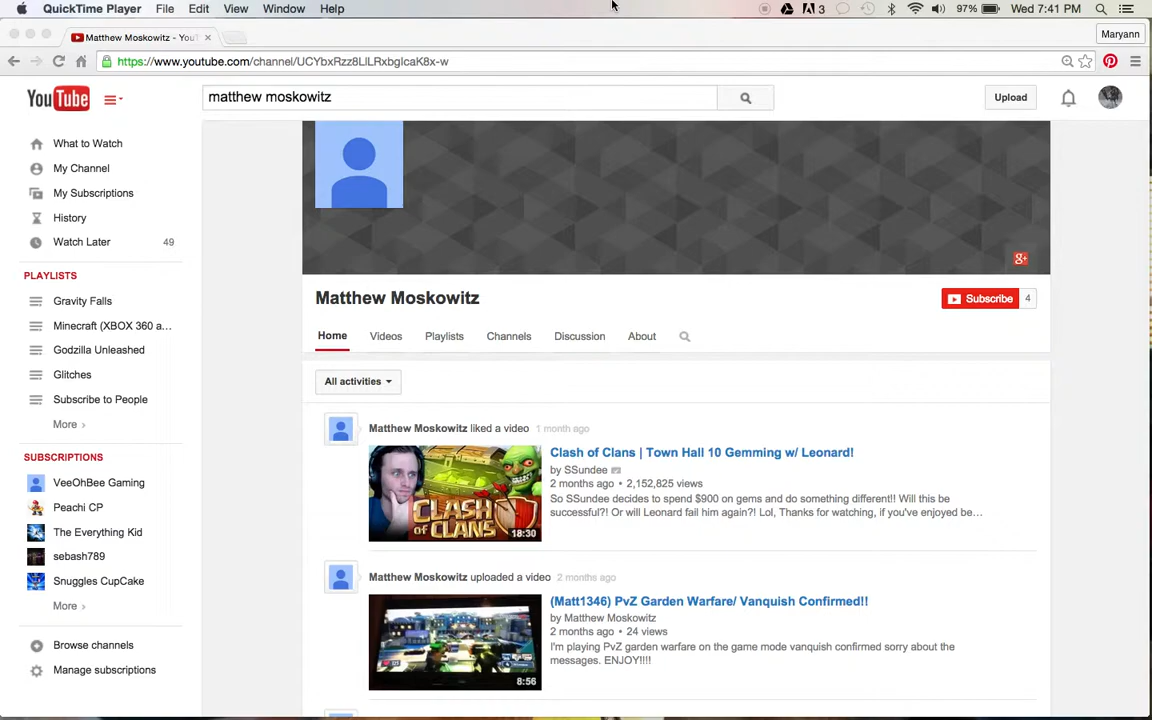 QuickTime Player File Edit View Window Help 3 97% Wed 7:41 PM
Matthew Moskowitz - You × Maryann
https://www.youtube.com/channel/UCYbxRzz8LlLRxbglcaK8x-w
YouTube matthew moskowitz Upload
What to Watch
My Channel
My Subscriptions
History
Watch Later 49
PLAYLISTS
Gravity Falls
Minecraft (XBOX 360 a...
Godzilla Unleashed
Glitches
Subscribe to People
More ›
SUBSCRIPTIONS
VeeOhBee Gaming
Peachi CP
The Everything Kid
sebash789
Snuggles CupCake
More ›
Browse channels
Manage subscriptions
g+
Matthew Moskowitz Subscribe 4
Home Videos Playlists Channels Discussion About
All activities
Matthew Moskowitz liked a video 1 month ago
CLASH
OF CLANS
18:30
Clash of Clans | Town Hall 10 Gemming w/ Leonard!
by SSundee
2 months ago • 2,152,825 views
So SSundee decides to spend $900 on gems and do something different!! Will this be
successful?! Or will Leonard fail him again?! Lol, Thanks for watching, if you've enjoyed be...
Matthew Moskowitz uploaded a video 2 months ago
8:56
(Matt1346) PvZ Garden Warfare/ Vanquish Confirmed!!
by Matthew Moskowitz
2 months ago • 24 views
I'm playing PvZ garden warfare on the game mode vanquish confirmed sorry about the
messages. ENJOY!!!!